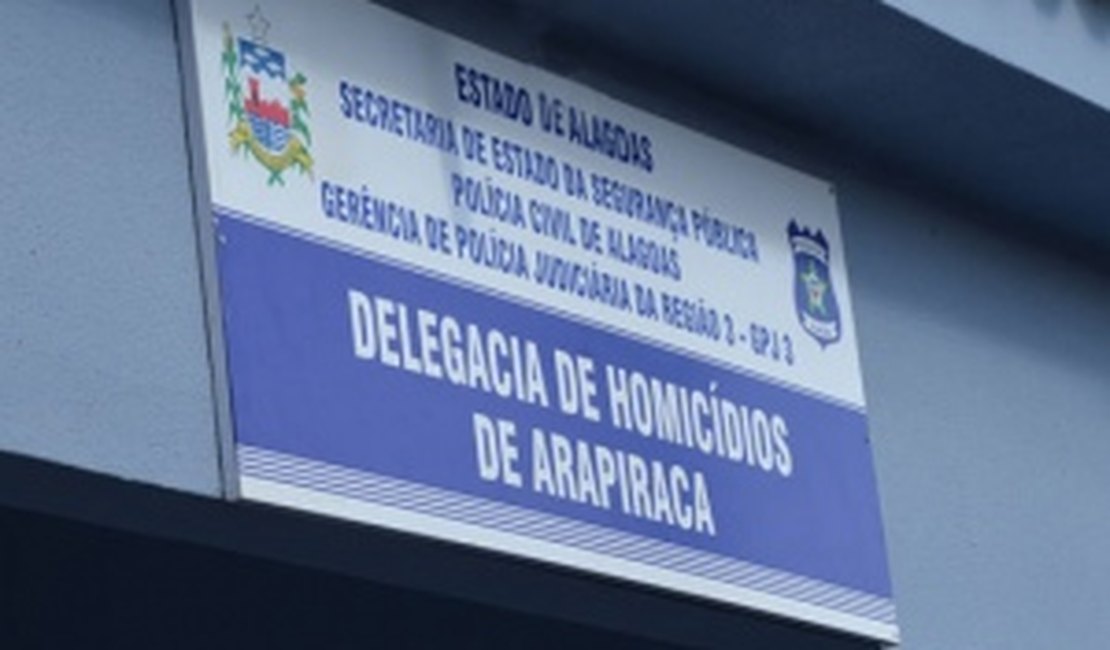 ESTADO DE ALAGOAS
SECRETARIA DE ESTADO DA SEGURANÇA PÚBLICA
POLÍCIA CIVIL DE ALAGOAS
GERÊNCIA DE POLÍCIA JUDICIÁRIA DA REGIÃO 3 - GPJ 3
DELEGACIA DE HOMICÍDIOS
DE ARAPIRACA